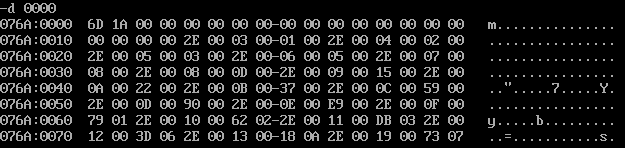 -d 0000
076A:0000  6D 1A 00 00 00 00 00 00-00 00 00 00 00 00 00 00   m...............
076A:0010  00 00 00 00 2E 00 03 00-01 00 2E 00 04 00 02 00   ................
076A:0020  2E 00 05 00 03 00 2E 00-06 00 05 00 2E 00 07 00   ................
076A:0030  08 00 2E 00 08 00 0D 00-2E 00 09 00 15 00 2E 00   ................
076A:0040  0A 00 22 00 2E 00 0B 00-37 00 2E 00 0C 00 59 00   ..".....7.....Y.
076A:0050  2E 00 0D 00 90 00 2E 00-0E 00 E9 00 2E 00 0F 00   ................
076A:0060  79 01 2E 00 10 00 62 02-2E 00 11 00 DB 03 2E 00   y.....b.........
076A:0070  12 00 3D 06 2E 00 13 00-18 0A 2E 00 19 00 73 07   ..=...........s.